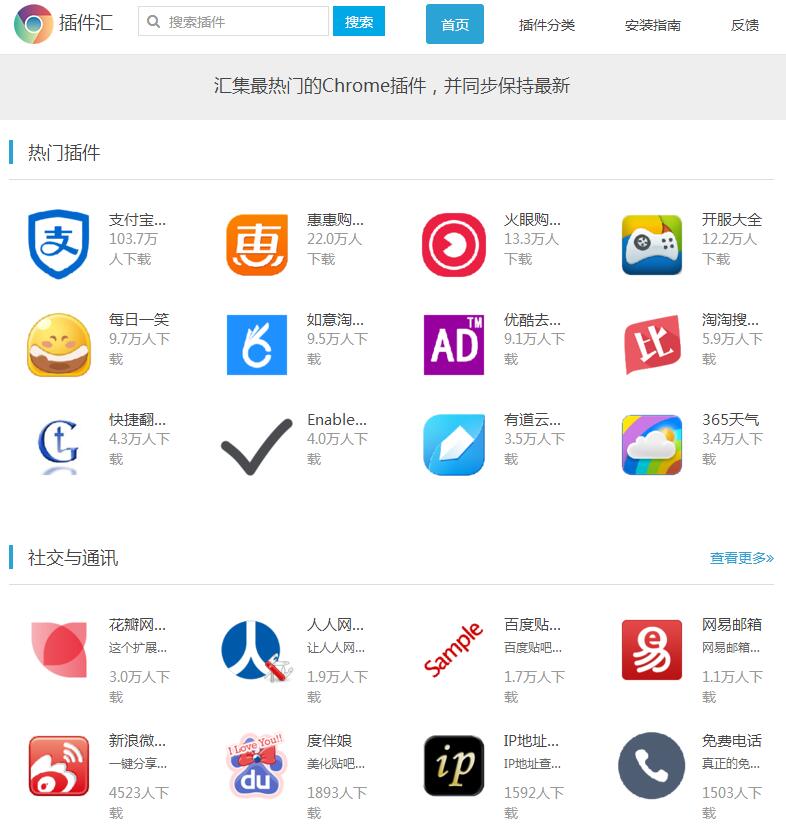 插件汇 搜索插件 搜索 首页 插件分类 安装指南 反馈
汇集最热门的Chrome插件，并同步保持最新
热门插件
支付宝...
103.7万
人下载
惠惠购...
22.0万人
下载
火眼购...
13.3万人
下载
开服大全
12.2万人
下载
每日一笑
9.7万人下
载
如意淘...
9.5万人下
载
优酷去...
9.1万人下
载
淘淘搜...
5.9万人下
载
快捷翻...
4.3万人下
载
Enable...
4.0万人下
载
有道云...
3.5万人下
载
365天气
3.4万人下
载
支
惠
AD™
比
社交与通讯 查看更多»
花瓣网...
这个扩展...
3.0万人下
载
人人网...
让人人网...
1.9万人下
载
Sample
百度贴...
百度贴吧...
1.7万人下
载
e
易
网易邮箱
网易邮箱...
1.1万人下
载
新浪微...
一键分享...
4523人下
载
I Love You!!
du
度伴娘
美化贴吧...
1893人下
载
ip
IP地址...
IP地址查...
1592人下
载
免费电话
真正的免...
1503人下
载